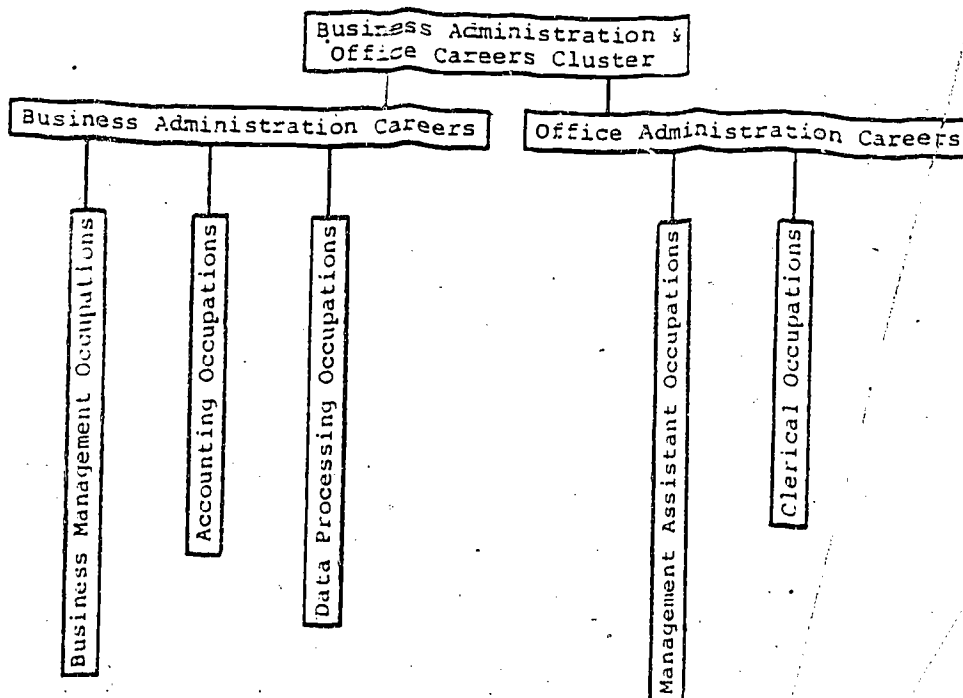 Business Administration &
Office Careers Cluster
Business Administration Careers
Office Administration Careers
Business Management Occupations
Accounting Occupations
Data Processing Occupations
Management Assistant Occupations
Clerical Occupations